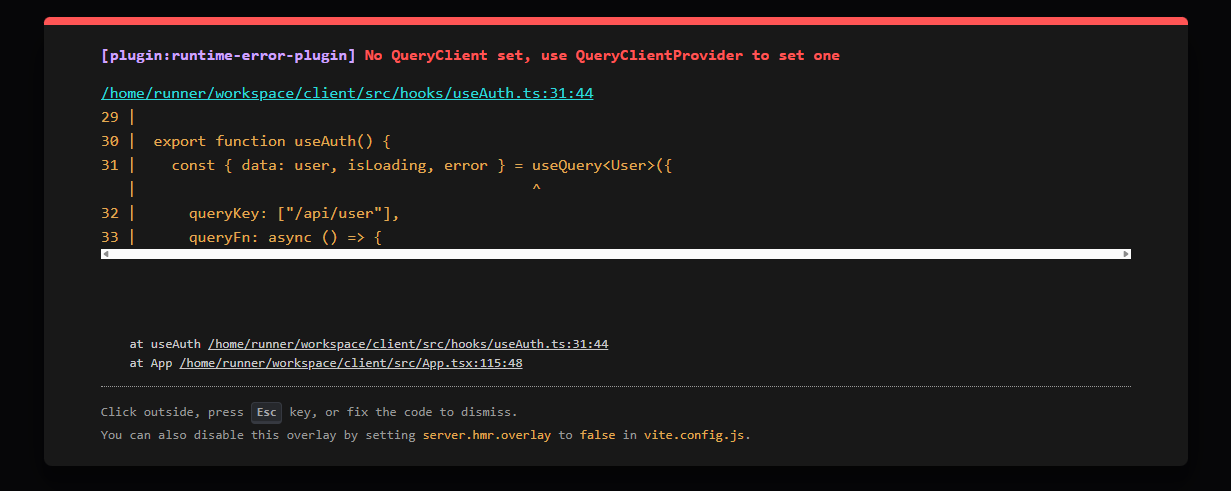 [plugin:runtime-error-plugin] No QueryClient set, use QueryClientProvider to set one
/home/runner/workspace/client/src/hooks/useAuth.ts:31:44
29 |
30 |  export function useAuth() {
31 |    const { data: user, isLoading, error } = useQuery<User>({
   |                                             ^
32 |      queryKey: ["/api/user"],
33 |      queryFn: async () => {
at useAuth /home/runner/workspace/client/src/hooks/useAuth.ts:31:44
at App /home/runner/workspace/client/src/App.tsx:115:48
Click outside, press Esc key, or fix the code to dismiss.
You can also disable this overlay by setting server.hmr.overlay to false in vite.config.js.